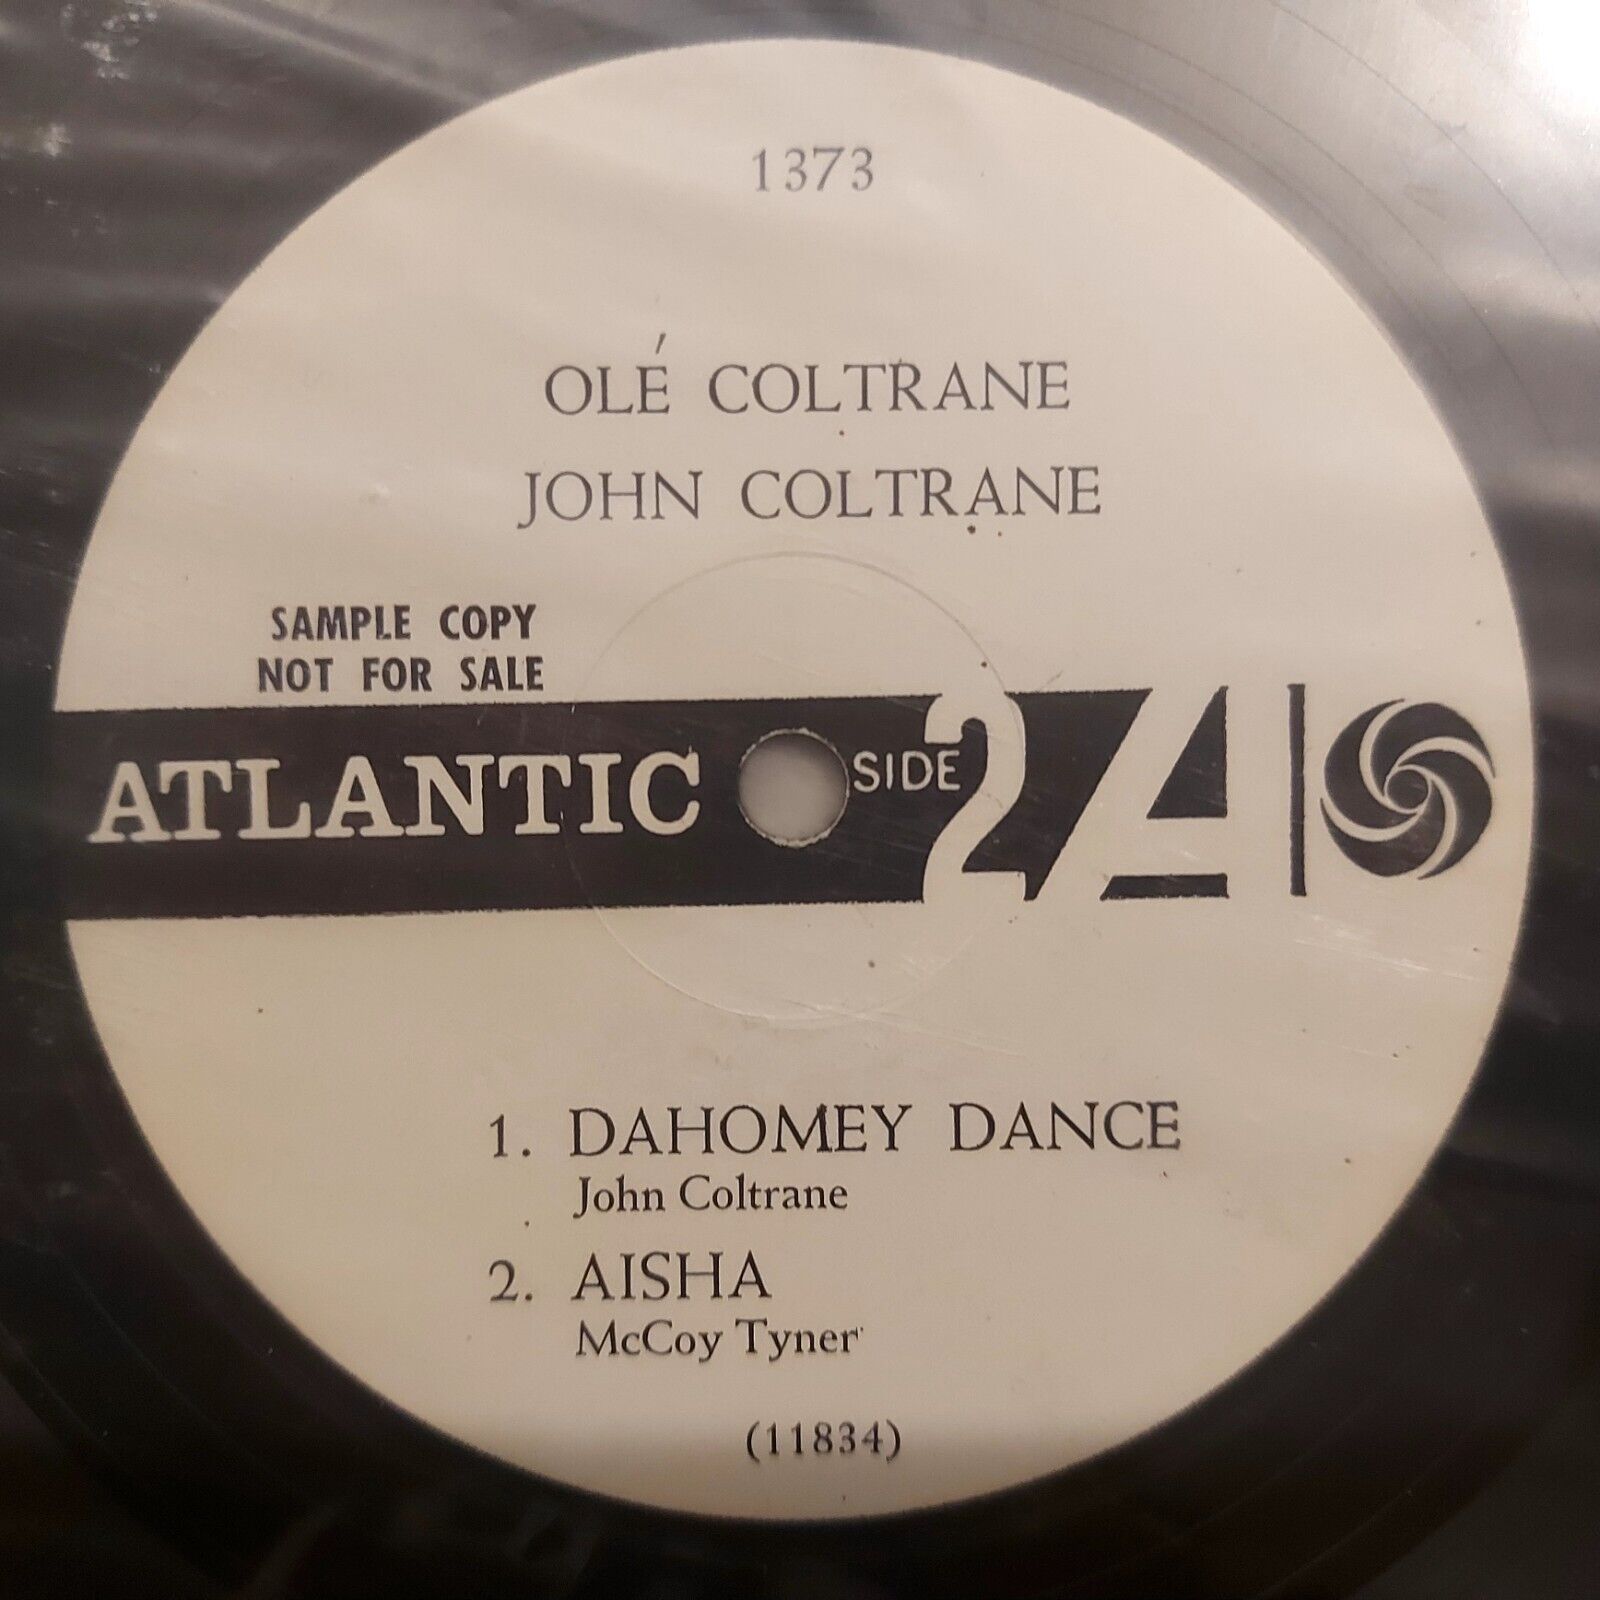 1373
OLÉ COLTRANE
JOHN COLTRANE
SAMPLE COPY
NOT FOR SALE
ATLANTIC SIDE 2 A
1. DAHOMEY DANCE
John Coltrane
2. AISHA
McCoy Tyner
(11834)